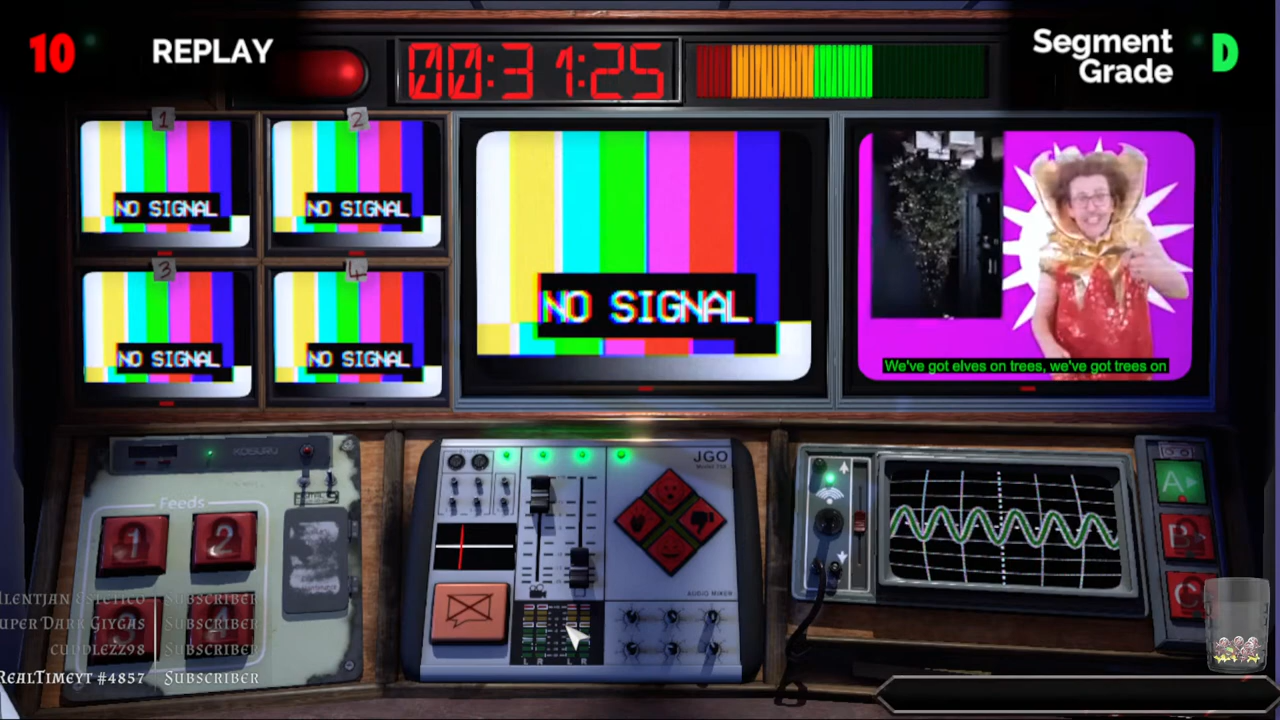 10
REPLAY
00:31:25
Segment
Grade
D
1
2
NO SIGNAL
NO SIGNAL
3
4
NO SIGNAL
NO SIGNAL
NO SIGNAL
We've got elves on trees, we've got trees on
Feeds
1
2
3
4
JGO
AUDIO MIXER
L R L R
A
B
C
SUBSCRIBER
UPER DARK GIYGAS SUBSCRIBER
CUDDLEZZ98 SUBSCRIBER
REALTIMEYT #4857 SUBSCRIBER